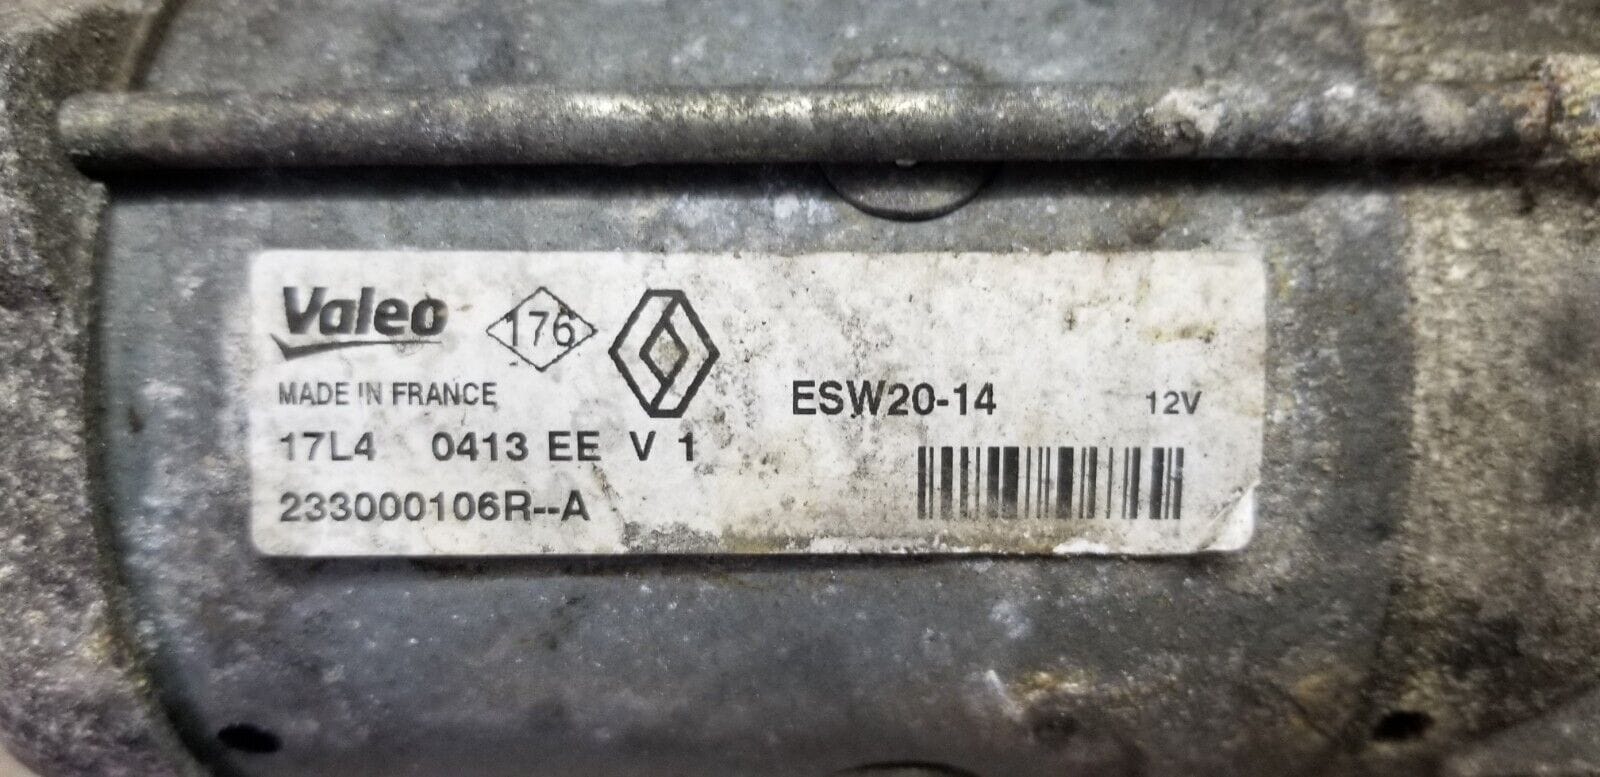 Valeo 176
MADE IN FRANCE ESW20-14 12V
17L4 0413 EE V 1
233000106R--A